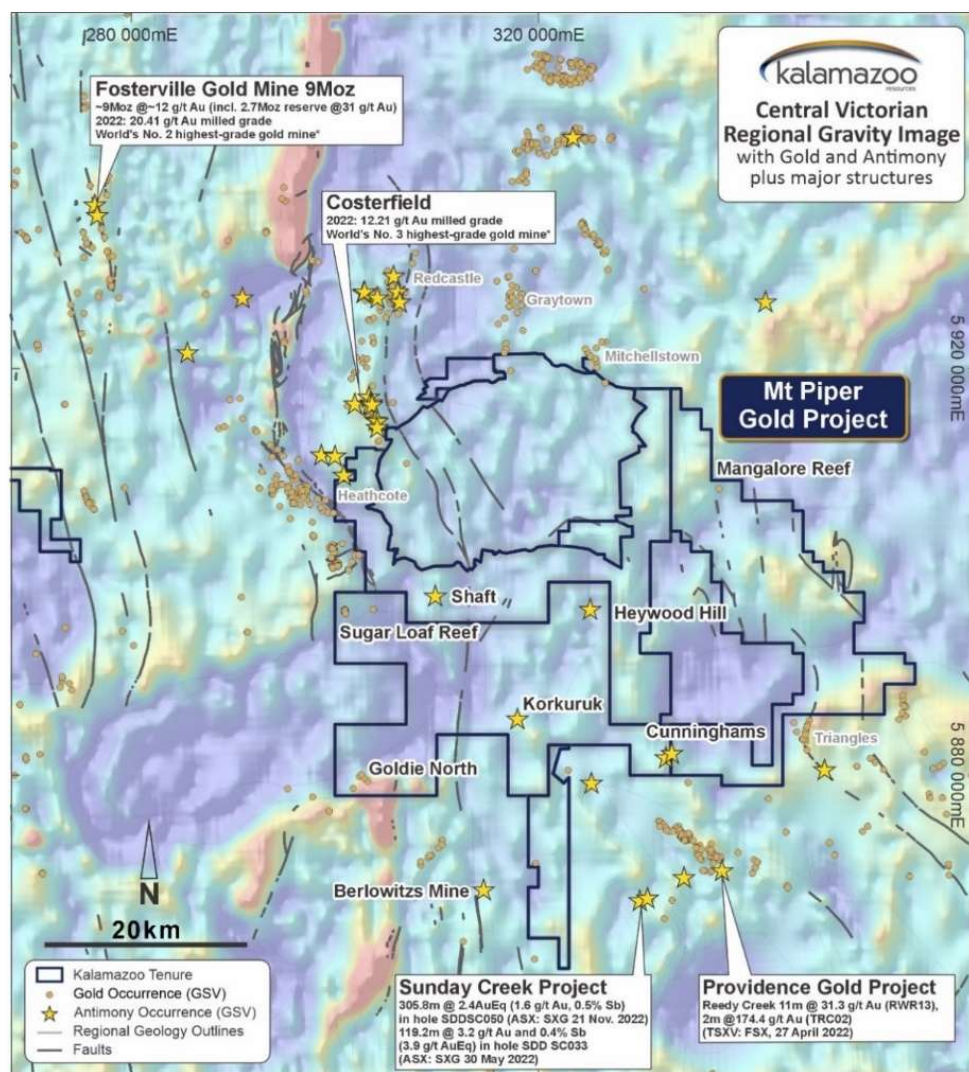 280 000mE
320 000mE
kalamazoo
resources
Central Victorian
Regional Gravity Image
with Gold and Antimony
plus major structures
Fosterville Gold Mine 9Moz
~9Moz @~12 g/t Au (incl. 2.7Moz reserve @31 g/t Au)
2022: 20.41 g/t Au milled grade
World's No. 2 highest-grade gold mine*
Costerfield
2022: 12.21 g/t Au milled grade
World's No. 3 highest-grade gold mine*
Redcastle
Graytown
5 920 000mE
Mitchellstown
Mt Piper
Gold Project
Mangalore Reef
Heathcote
Shaft
Heywood Hill
Sugar Loaf Reef
Korkuruk
Cunninghams
Triangles
5 880 000mE
Goldie North
N
Berlowitzs Mine
20km
Kalamazoo Tenure
Gold Occurrence (GSV)
Antimony Occurrence (GSV)
Regional Geology Outlines
Faults
Sunday Creek Project
305.8m @ 2.4AuEq (1.6 g/t Au, 0.5% Sb)
in hole SDDSC050 (ASX: SXG 21 Nov. 2022)
119.2m @ 3.2 g/t Au and 0.4% Sb
(3.9 g/t AuEq) in hole SDD SC033
(ASX: SXG 30 May 2022)
Providence Gold Project
Reedy Creek 11m @ 31.3 g/t Au (RWR13),
2m @174.4 g/t Au (TRC02)
(TSXV: FSX, 27 April 2022)